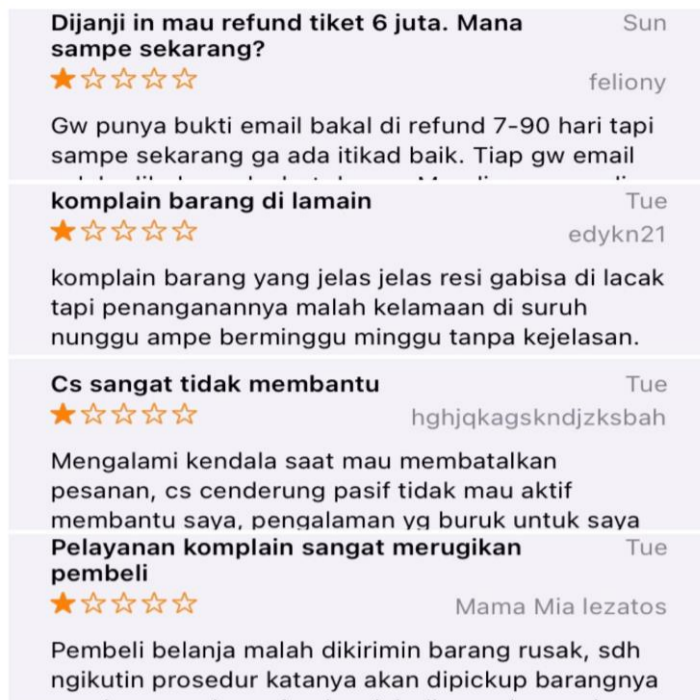 Dijanji in mau refund tiket 6 juta. Mana Sun
sampe sekarang?
feliony
Gw punya bukti email bakal di refund 7-90 hari tapi
sampe sekarang ga ada itikad baik. Tiap gw email
komplain barang di lamain Tue
edykn21
komplain barang yang jelas jelas resi gabisa di lacak
tapi penanganannya malah kelamaan di suruh
nunggu ampe berminggu minggu tanpa kejelasan.
Cs sangat tidak membantu Tue
hghjqkagskndjzksbah
Mengalami kendala saat mau membatalkan
pesanan, cs cenderung pasif tidak mau aktif
membantu saya, pengalaman yg buruk untuk saya
Pelayanan komplain sangat merugikan Tue
pembeli
Mama Mia lezatos
Pembeli belanja malah dikirimin barang rusak, sdh
ngikutin prosedur katanya akan dipickup barangnya